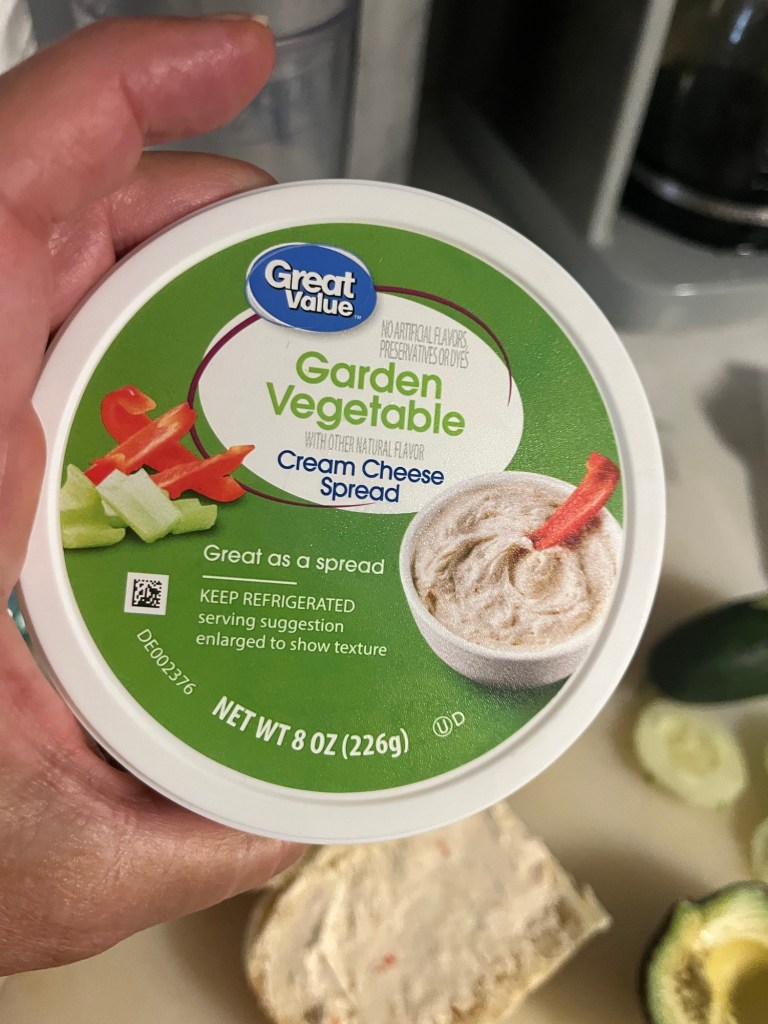 Great
Value™
NO ARTIFICIAL FLAVORS,
PRESERVATIVES OR DYES
Garden
Vegetable
WITH OTHER NATURAL FLAVOR
Cream Cheese
Spread
Great as a spread
KEEP REFRIGERATED
serving suggestion
enlarged to show texture
DE002376
NET WT 8 OZ (226g)
U D